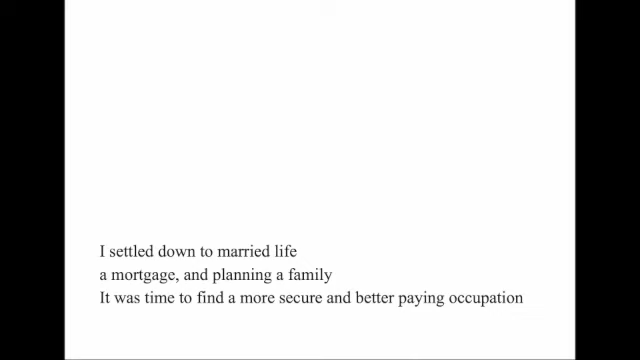 I settled down to married life
a mortgage, and planning a family
It was time to find a more secure and better paying occupation